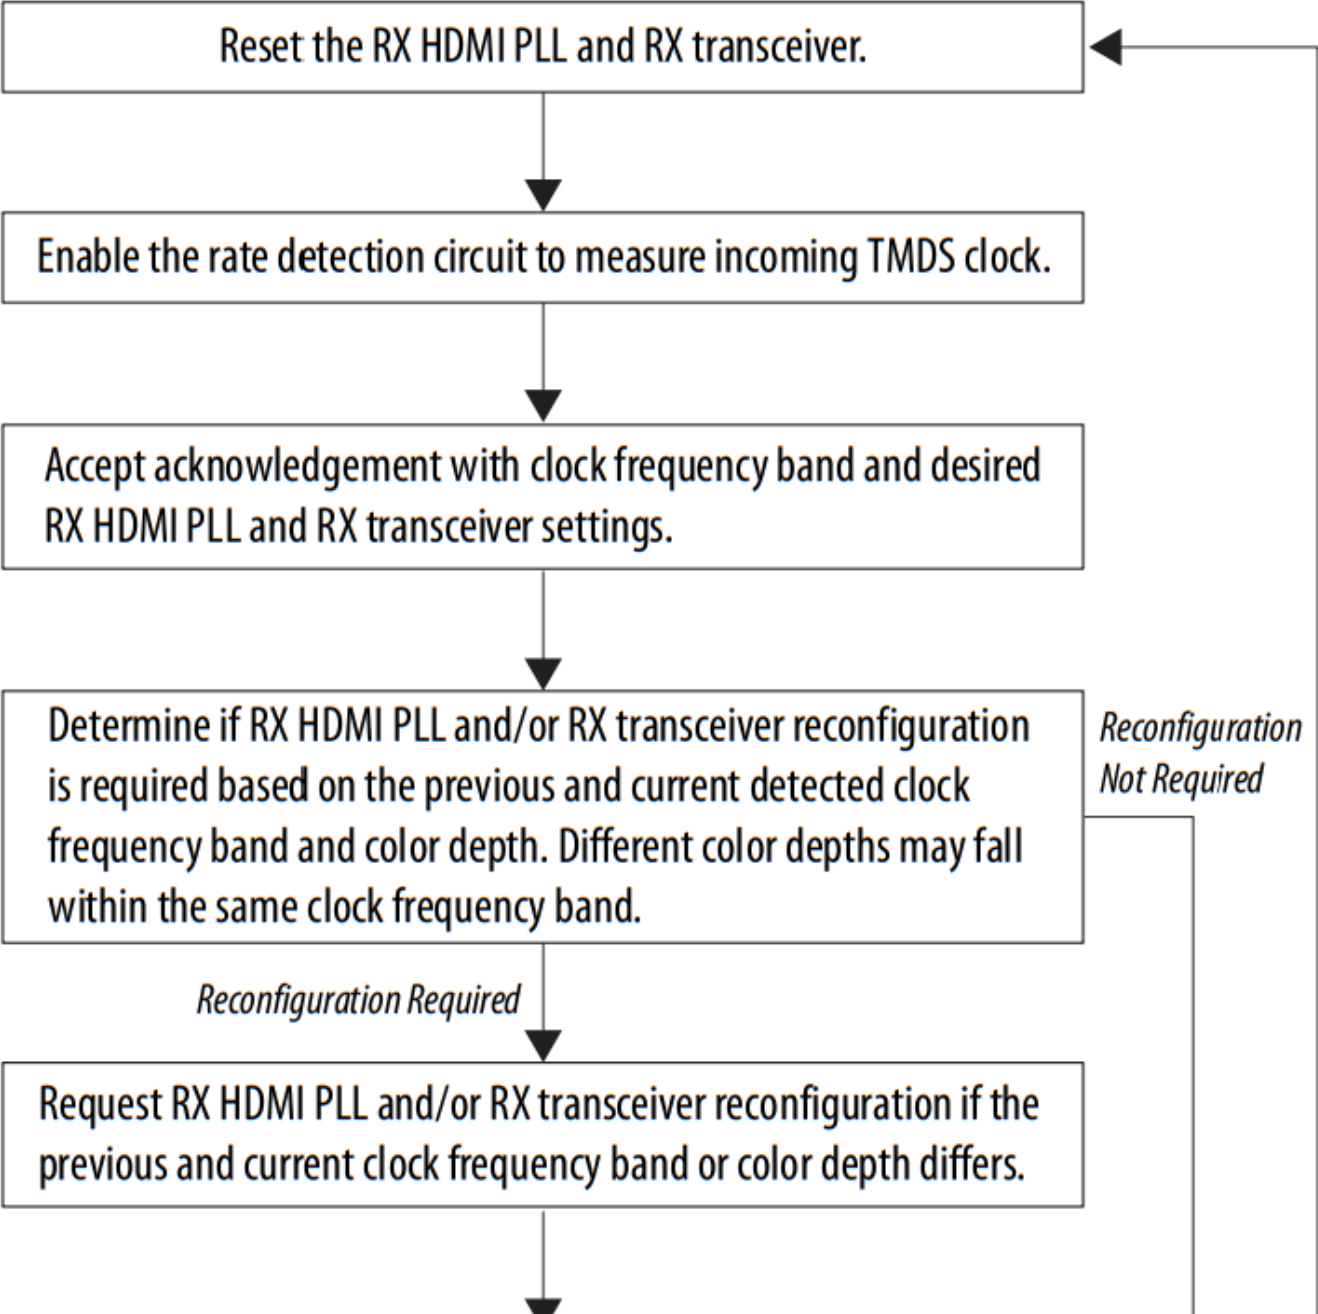 Reset the RX HDMI PLL and RX transceiver.
Enable the rate detection circuit to measure incoming TMDS clock.
Accept acknowledgement with clock frequency band and desired
RX HDMI PLL and RX transceiver settings.
Determine if RX HDMI PLL and/or RX transceiver reconfiguration
is required based on the previous and current detected clock
frequency band and color depth. Different color depths may fall
within the same clock frequency band.
Reconfiguration
Not Required
Reconfiguration Required
Request RX HDMI PLL and/or RX transceiver reconfiguration if the
previous and current clock frequency band or color depth differs.